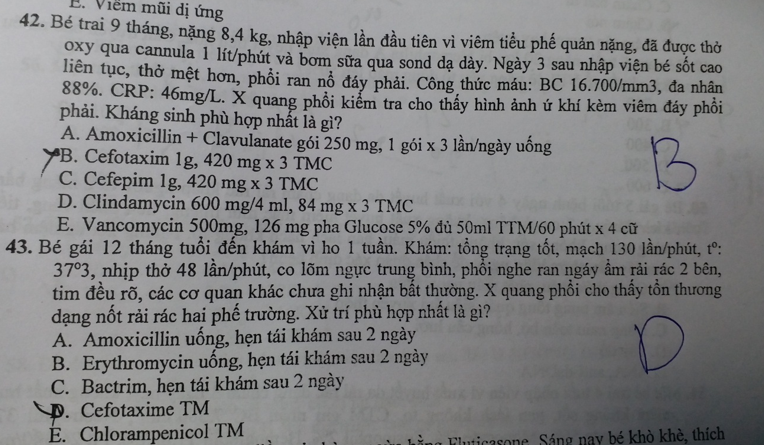 E. Viêm mũi dị ứng
42. Bé trai 9 tháng, nặng 8,4 kg, nhập viện lần đầu tiên vì viêm tiểu phế quản nặng, đã được thở
oxy qua cannula 1 lít/phút và bơm sữa qua sond dạ dày. Ngày 3 sau nhập viện bé sốt cao
liên tục, thở mệt hơn, phổi ran nổ đáy phải. Công thức máu: BC 16.700/mm3, đa nhân
88%. CRP: 46mg/L. X quang phổi kiểm tra cho thấy hình ảnh ứ khí kèm viêm đáy phổi
phải. Kháng sinh phù hợp nhất là gì?
A. Amoxicillin + Clavulanate gói 250 mg, 1 gói x 3 lần/ngày uống
B. Cefotaxim 1g, 420 mg x 3 TMC
B
C. Cefepim 1g, 420 mg x 3 TMC
D. Clindamycin 600 mg/4 ml, 84 mg x 3 TMC
E. Vancomycin 500mg, 126 mg pha Glucose 5% đủ 50ml TTM/60 phút x 4 cữ
43. Bé gái 12 tháng tuổi đến khám vì ho 1 tuần. Khám: tổng trạng tốt, mạch 130 lần/phút, tº:
37º3, nhịp thở 48 lần/phút, co lõm ngực trung bình, phổi nghe ran ngáy ẩm rải rác 2 bên,
tim đều rõ, các cơ quan khác chưa ghi nhận bất thường. X quang phổi cho thấy tổn thương
dạng nốt rải rác hai phế trường. Xử trí phù hợp nhất là gì?
A. Amoxicillin uống, hẹn tái khám sau 2 ngày
D
B. Erythromycin uống, hẹn tái khám sau 2 ngày
C. Bactrim, hẹn tái khám sau 2 ngày
D. Cefotaxime TM
E. Chlorampenicol TM
bằng Fluticasone. Sáng nay bé khò khè, thích